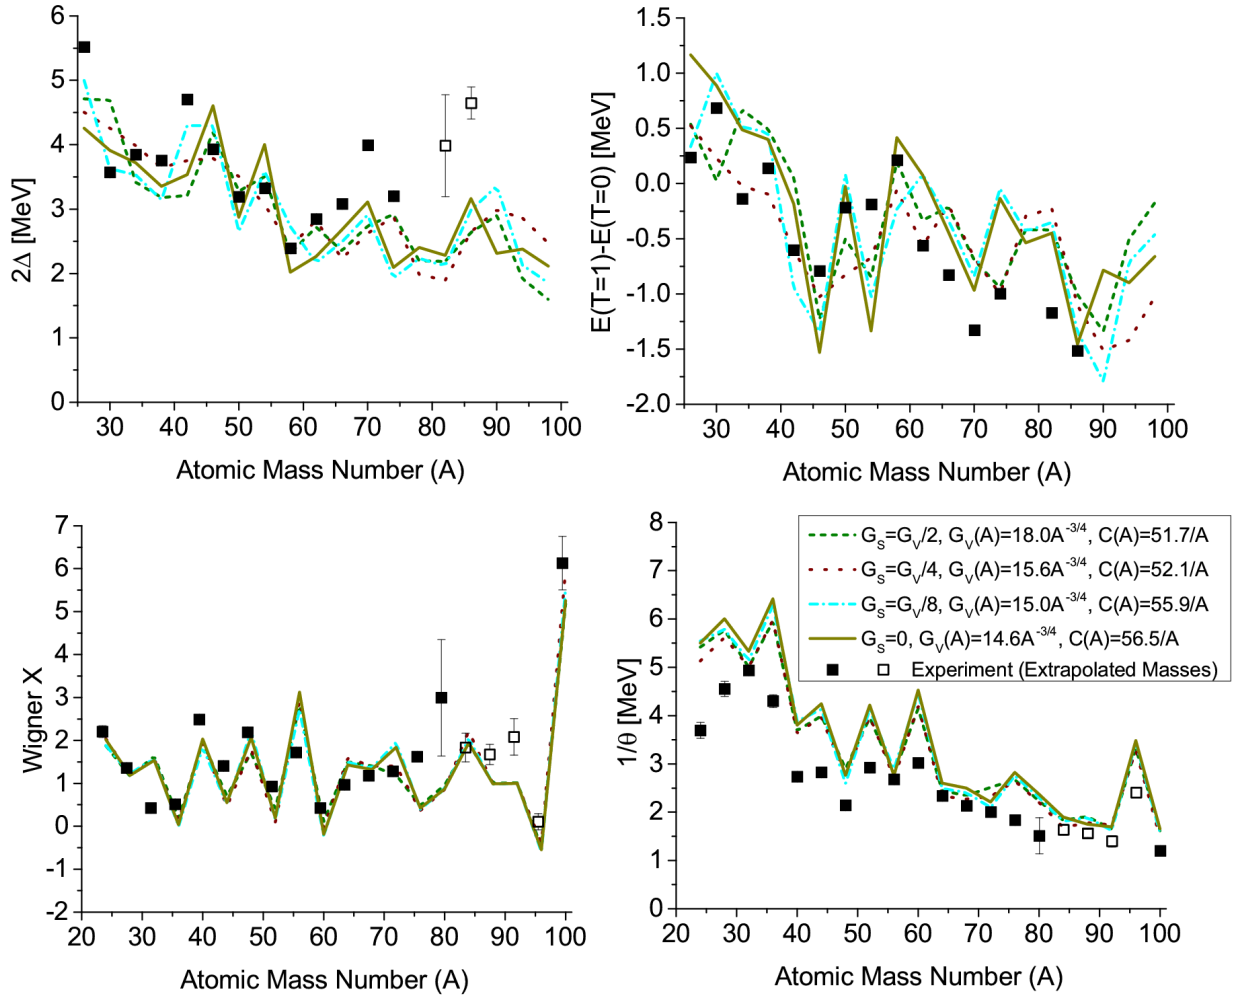 6
5
4
3
2
1
0
2Δ [MeV]
30 40 50 60 70 80 90 100
Atomic Mass Number (A)
1.5
1.0
0.5
0.0
-0.5
-1.0
-1.5
-2.0
E(T=1)-E(T=0) [MeV]
30 40 50 60 70 80 90 100
Atomic Mass Number (A)
7
6
5
4
3
2
1
0
-1
-2
Wigner X
20 30 40 50 60 70 80 90 100
Atomic Mass Number (A)
8
7
6
5
4
3
2
1
0
1/θ [MeV]
20 30 40 50 60 70 80 90 100
Atomic Mass Number (A)
G_S=G_V/2, G_V(A)=18.0A^-3/4, C(A)=51.7/A
G_S=G_V/4, G_V(A)=15.6A^-3/4, C(A)=52.1/A
G_S=G_V/8, G_V(A)=15.0A^-3/4, C(A)=55.9/A
G_S=0, G_V(A)=14.6A^-3/4, C(A)=56.5/A
Experiment (Extrapolated Masses)